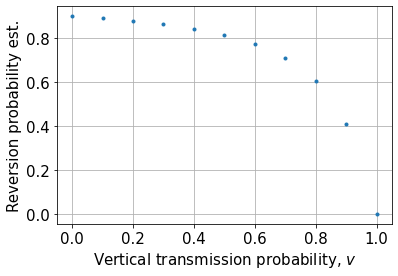 Reversion probability est.
0.8
0.6
0.4
0.2
0.0
0.0 0.2 0.4 0.6 0.8 1.0
Vertical transmission probability, v